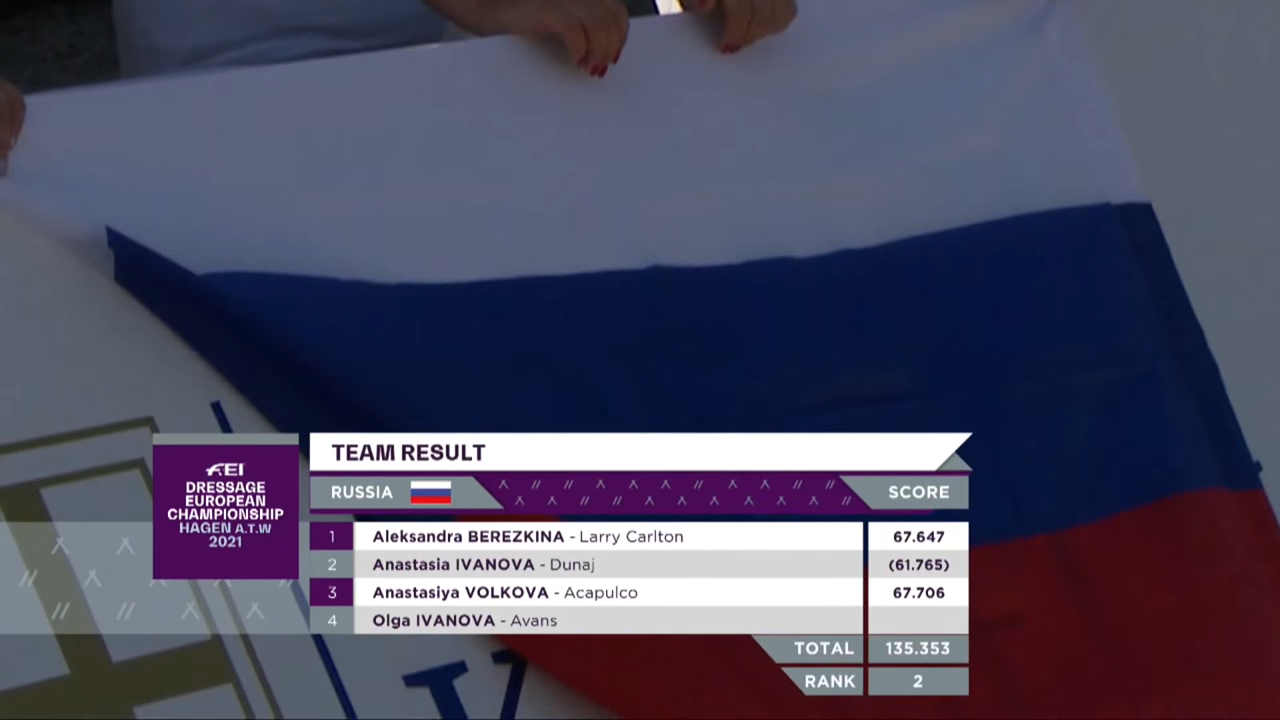 TEAM RESULT
FEI
DRESSAGE
EUROPEAN
CHAMPIONSHIP
HAGEN A.T.W
2021
RUSSIA SCORE
1 Aleksandra BEREZKINA - Larry Carlton 67.647
2 Anastasia IVANOVA - Dunaj (61.765)
3 Anastasiya VOLKOVA - Acapulco 67.706
4 Olga IVANOVA - Avans
TOTAL 135.353
RANK 2